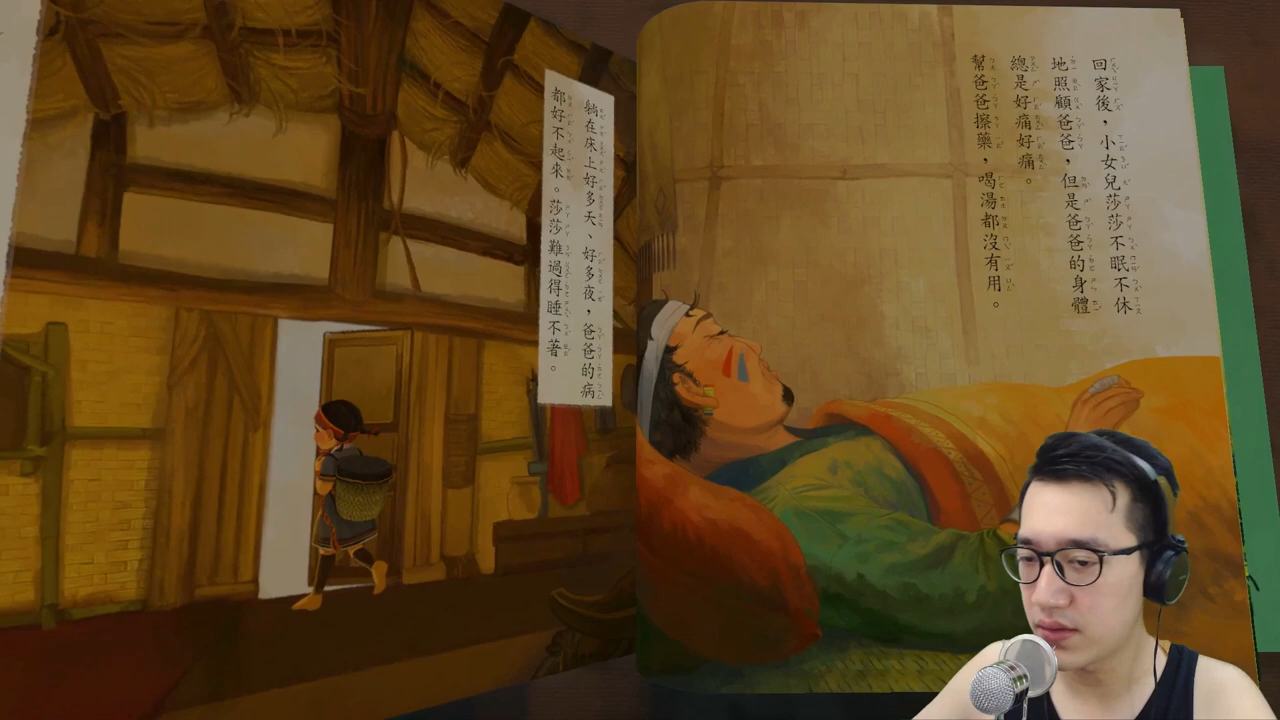 回家後，小女兒莎莎不眠不休
地照顧爸爸，但是爸爸的身體
總是好痛好痛。
幫爸爸擦藥，喝湯都沒有用。
躺在床上好多天、好多夜，爸爸的病
都好不起來。莎莎難過得睡不著。